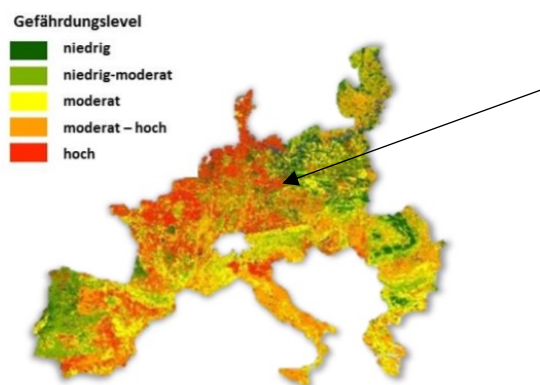 Gefährdungslevel
niedrig
niedrig-moderat
moderat
moderat – hoch
hoch